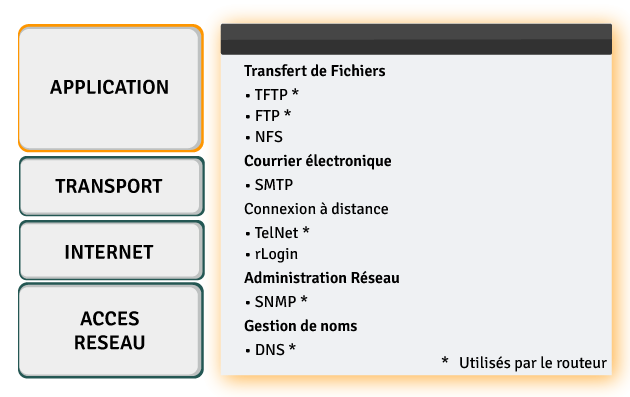 APPLICATION
TRANSPORT
INTERNET
ACCES
RESEAU
Transfert de Fichiers
▪ TFTP *
▪ FTP *
▪ NFS
Courrier électronique
▪ SMTP
Connexion à distance
▪ TelNet *
▪ rLogin
Administration Réseau
▪ SNMP *
Gestion de noms
▪ DNS *
* Utilisés par le routeur